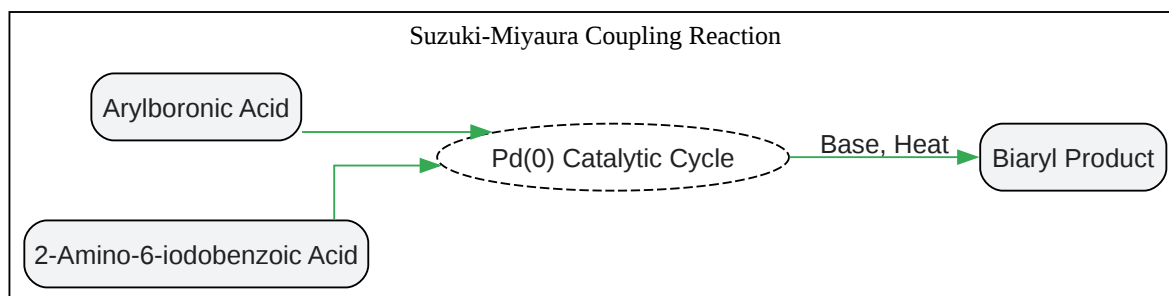 Suzuki-Miyaura Coupling Reaction
Arylboronic Acid
Pd(0) Catalytic Cycle
Base, Heat
Biaryl Product
2-Amino-6-iodobenzoic Acid